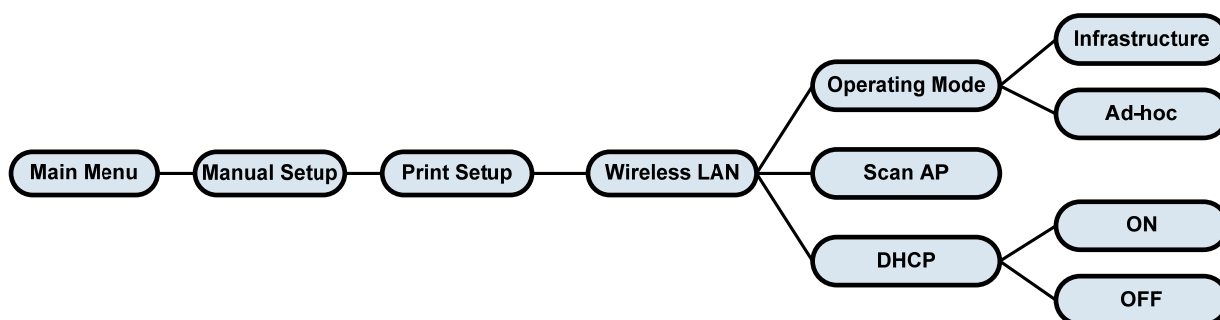 Main Menu
Manual Setup
Print Setup
Wireless LAN
Operating Mode
Infrastructure
Ad-hoc
Scan AP
DHCP
ON
OFF